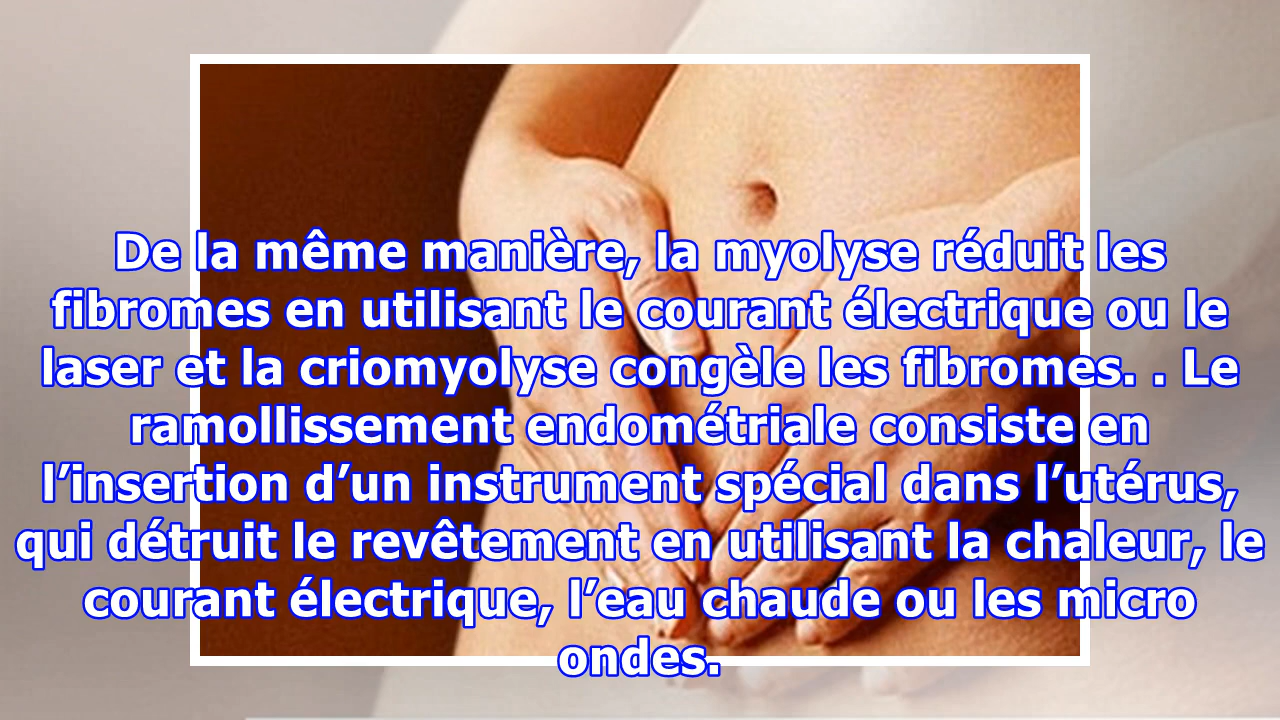 De la même manière, la myolyse réduit les
fibromes en utilisant le courant électrique ou le
laser et la criomyolyse congèle les fibromes. . Le
ramollissement endométriale consiste en
l’insertion d’un instrument spécial dans l’utérus,
qui détruit le revêtement en utilisant la chaleur, le
courant électrique, l’eau chaude ou les micro
ondes.